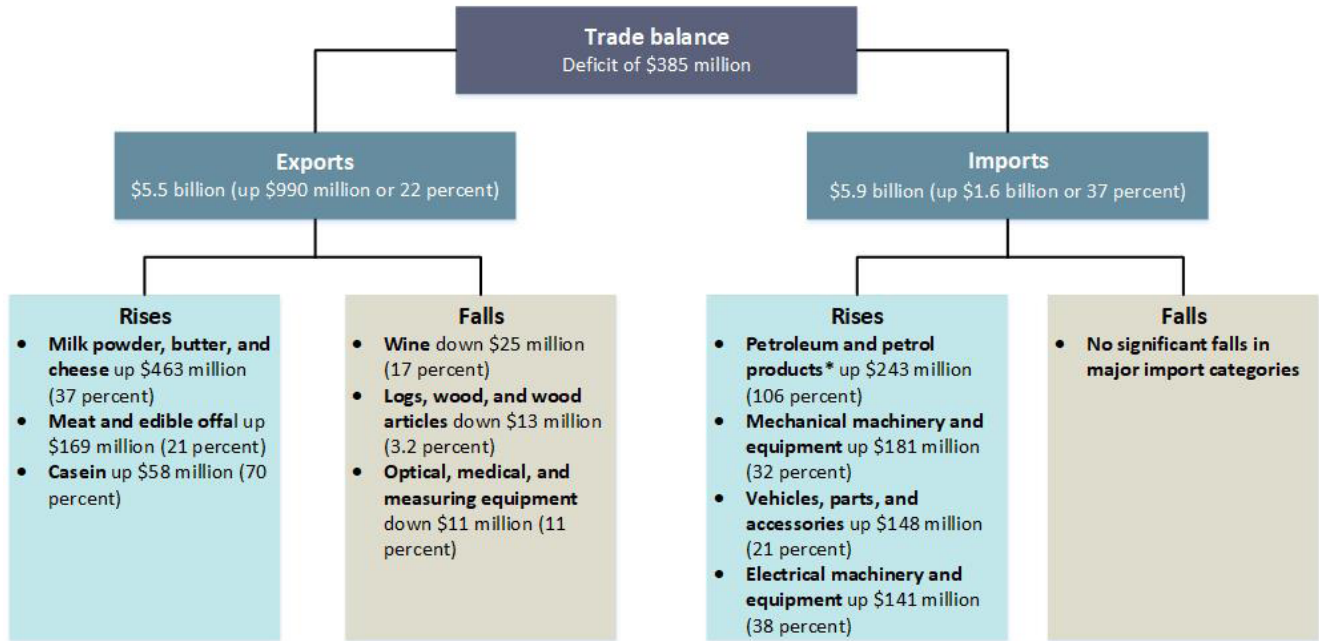 Trade balance
Deficit of $385 million
Exports
$5.5 billion (up $990 million or 22 percent)
Imports
$5.9 billion (up $1.6 billion or 37 percent)
Rises
• Milk powder, butter, and
cheese up $463 million
(37 percent)
• Meat and edible offal up
$169 million (21 percent)
• Casein up $58 million (70
percent)
Falls
• Wine down $25 million
(17 percent)
• Logs, wood, and wood
articles down $13 million
(3.2 percent)
• Optical, medical, and
measuring equipment
down $11 million (11
percent)
Rises
• Petroleum and petrol
products* up $243 million
(106 percent)
• Mechanical machinery and
equipment up $181 million
(32 percent)
• Vehicles, parts, and
accessories up $148 million
(21 percent)
• Electrical machinery and
equipment up $141 million
(38 percent)
Falls
• No significant falls in
major import categories